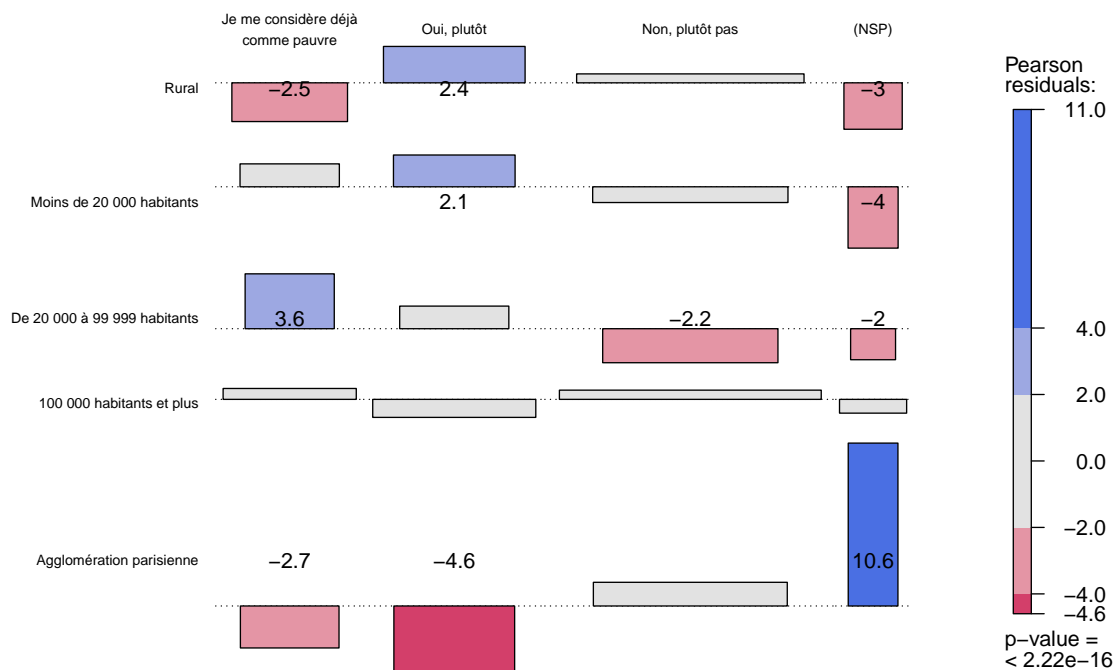 Je me considère déjà
comme pauvre
Oui, plutôt
Non, plutôt pas
(NSP)
Rural
−2.5
2.4
−3
Moins de 20 000 habitants
2.1
−4
De 20 000 à 99 999 habitants
3.6
−2.2
−2
100 000 habitants et plus
Agglomération parisienne
−2.7
−4.6
10.6
Pearson
residuals:
11.0
4.0
2.0
0.0
−2.0
−4.0
−4.6
p−value =
< 2.22e−16